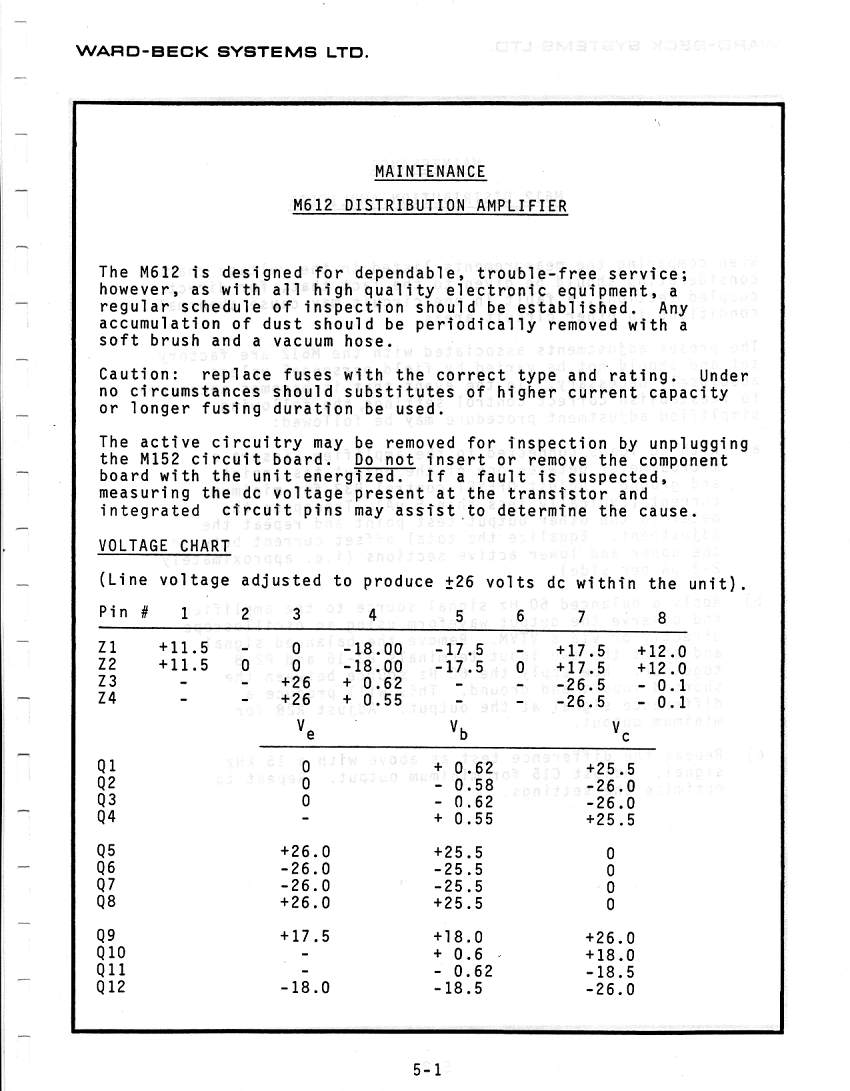 WARD-BECK SYSTEMS LTD.
MAINTENANCE
M612 DISTRIBUTION AMPLIFIER
The M612 is designed for dependable, trouble-free service;
however, as with all high quality electronic equipment, a
regular schedule of inspection should be established. Any
accumulation of dust should be periodically removed with a
soft brush and a vacuum hose.
Caution: replace fuses with the correct type and rating. Under
no circumstances should substitutes of higher current capacity
or longer fusing duration be used.
The active circuitry may be removed for inspection by unplugging
the M152 circuit board. Do not insert or remove the component
board with the unit energized. If a fault is suspected,
measuring the dc voltage present at the transistor and
integrated circuit pins may assist to determine the cause.
VOLTAGE CHART
(Line voltage adjusted to produce ±26 volts dc within the unit).
Pin # 1 2 3 4 5 6 7 8
Z1 +11.5 - 0 -18.00 -17.5 - +17.5 +12.0
Z2 +11.5 0 0 -18.00 -17.5 0 +17.5 +12.0
Z3 - - +26 + 0.62 - - -26.5 - 0.1
Z4 - - +26 + 0.55 - - -26.5 - 0.1
Ve Vb Vc
Q1 0 + 0.62 +25.5
Q2 0 - 0.58 -26.0
Q3 0 - 0.62 -26.0
Q4 - + 0.55 +25.5
Q5 +26.0 +25.5 0
Q6 -26.0 -25.5 0
Q7 -26.0 -25.5 0
Q8 +26.0 +25.5 0
Q9 +17.5 +18.0 +26.0
Q10 - + 0.6 +18.0
Q11 - - 0.62 -18.5
Q12 -18.0 -18.5 -26.0
5-1